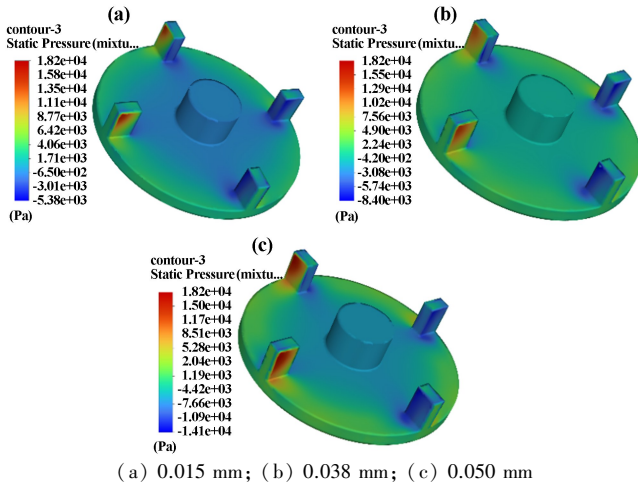 (a)
contour-3
Static Pressure (mixtu...
1.82e+04
1.58e+04
1.35e+04
1.11e+04
8.77e+03
6.42e+03
4.06e+03
1.71e+03
-6.50e+02
-3.01e+03
-5.38e+03
(Pa)
(b)
contour-3
Static Pressure (mixtu...
1.82e+04
1.55e+04
1.29e+04
1.02e+04
7.56e+03
4.90e+03
2.24e+03
-4.20e+02
-3.08e+03
-5.74e+03
-8.40e+03
(Pa)
(c)
contour-3
Static Pressure (mixtu...
1.82e+04
1.50e+04
1.17e+04
8.51e+03
5.28e+03
2.04e+03
1.19e+03
-4.42e+03
-7.66e+03
-1.09e+04
-1.41e+04
(Pa)
(a) 0.015 mm; (b) 0.038 mm; (c) 0.050 mm